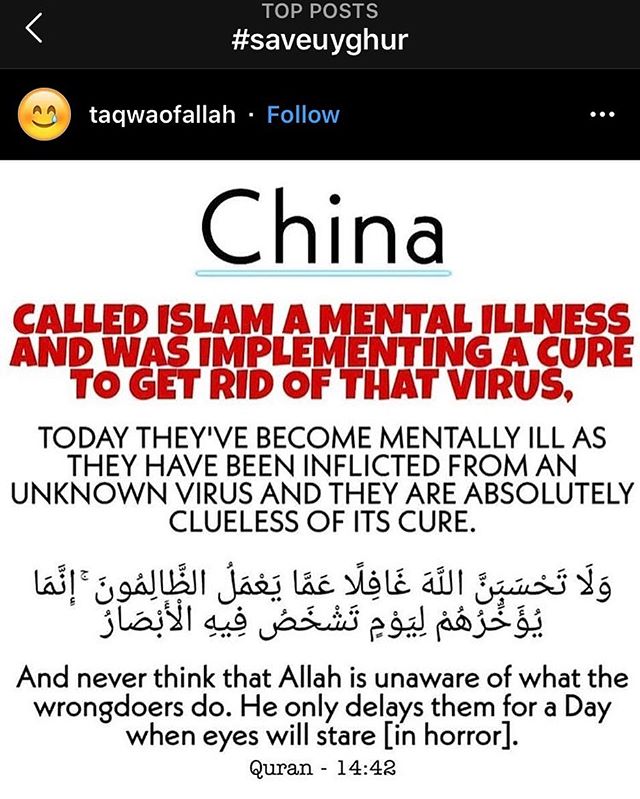 TOP POSTS
#saveuyghur
taqwaofallah · Follow
China
CALLED ISLAM A MENTAL ILLNESS
AND WAS IMPLEMENTING A CURE
TO GET RID OF THAT VIRUS,
TODAY THEY'VE BECOME MENTALLY ILL AS
THEY HAVE BEEN INFLICTED FROM AN
UNKNOWN VIRUS AND THEY ARE ABSOLUTELY
CLUELESS OF ITS CURE.
وَلَا تَحْسَبَنَّ اللَّهَ غَافِلًا عَمَّا يَعْمَلُ الظَّالِمُونَ ۚ إِنَّمَا
يُؤَخِّرُهُمْ لِيَوْمٍ تَشْخَصُ فِيهِ الْأَبْصَارُ
And never think that Allah is unaware of what the
wrongdoers do. He only delays them for a Day
when eyes will stare [in horror].
Quran - 14:42